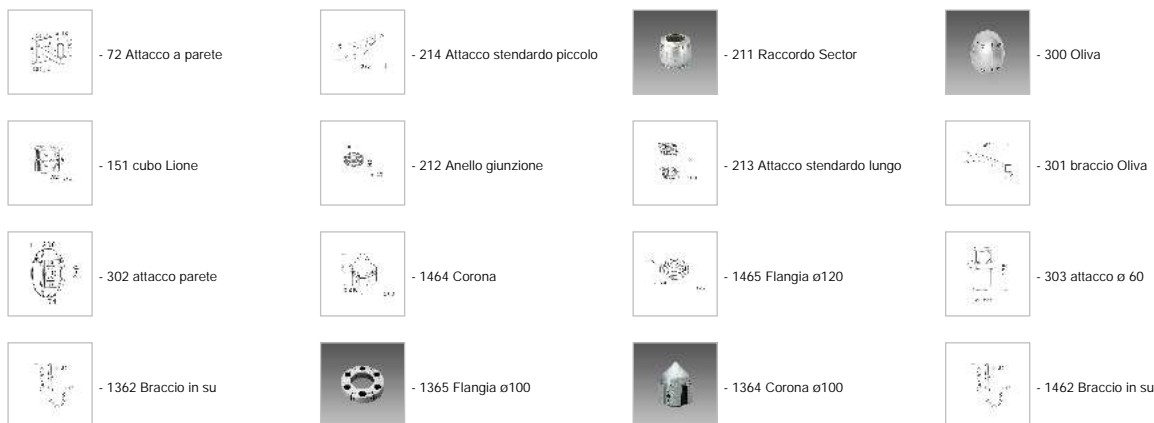 - 72 Attacco a parete
- 214 Attacco stendardo piccolo
- 211 Raccordo Sector
- 300 Oliva
- 151 cubo Lione
- 212 Anello giunzione
- 213 Attacco stendardo lungo
- 301 braccio Oliva
- 302 attacco parete
- 1464 Corona
- 1465 Flangia ø120
- 303 attacco ø 60
- 1362 Braccio in su
- 1365 Flangia ø100
- 1364 Corona ø100
- 1462 Braccio in su